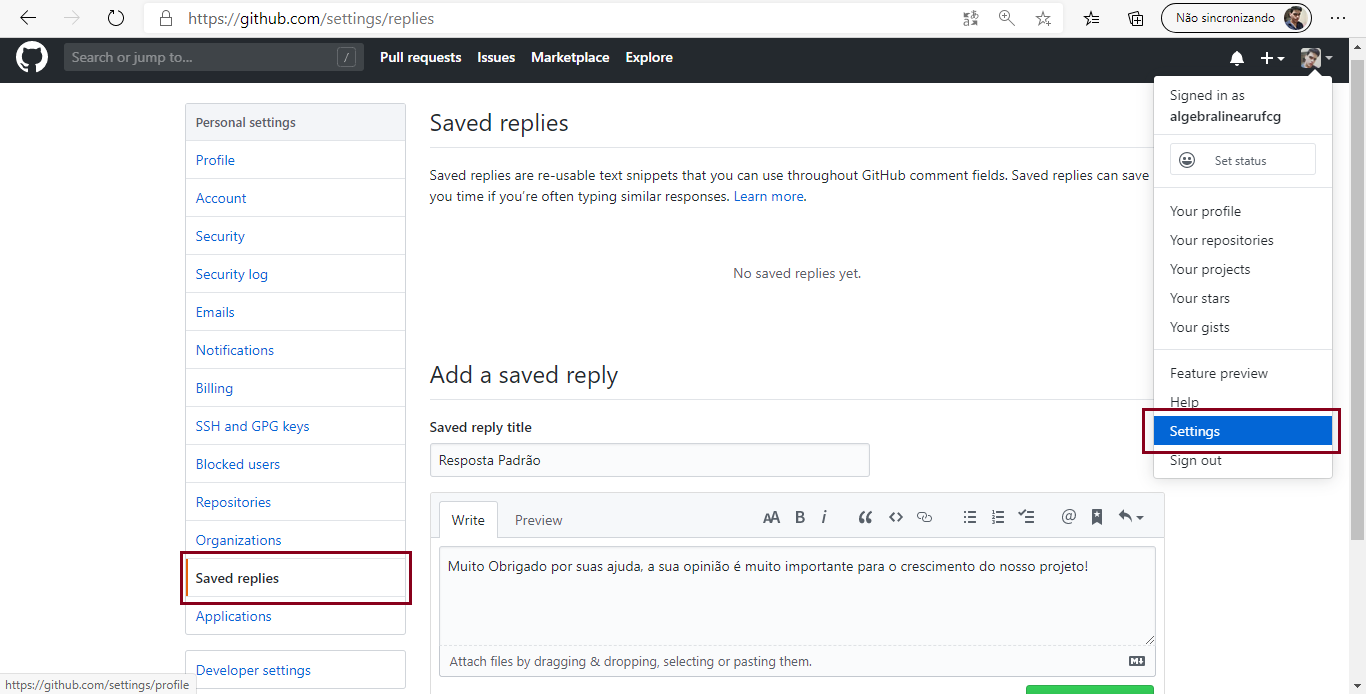 https://github.com/settings/replies
Não sincronizando
Search or jump to...
/
Pull requests
Issues
Marketplace
Explore
Signed in as
algebralinearufcg
Set status
Your profile
Your repositories
Your projects
Your stars
Your gists
Feature preview
Help
Settings
Sign out
Personal settings
Profile
Account
Security
Security log
Emails
Notifications
Billing
SSH and GPG keys
Blocked users
Repositories
Organizations
Saved replies
Applications
Developer settings
Saved replies
Saved replies are re-usable text snippets that you can use throughout GitHub comment fields. Saved replies can save
you time if you’re often typing similar responses. Learn more.
No saved replies yet.
Add a saved reply
Saved reply title
Resposta Padrão
Write
Preview
AA B i
@
Muito Obrigado por suas ajuda, a sua opinião é muito importante para o crescimento do nosso projeto!
Attach files by dragging & dropping, selecting or pasting them.
https://github.com/settings/profile